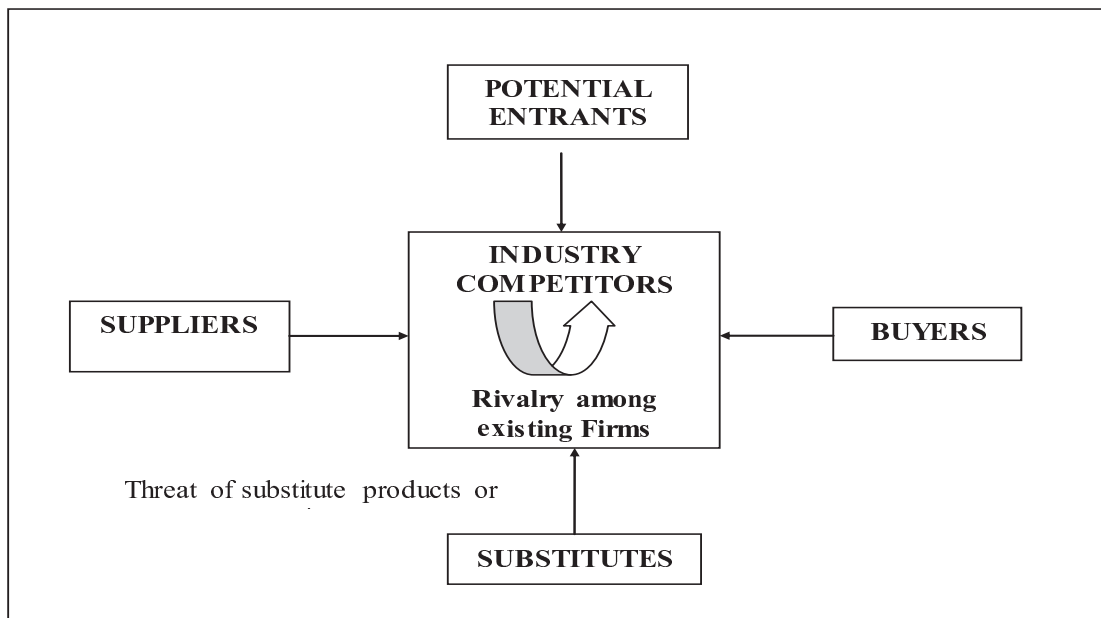 POTENTIAL
ENTRANTS
INDUSTRY
COMPETITORS
SUPPLIERS
BUYERS
Rivalry among
existing Firms
Threat of substitute products or
SUBSTITUTES